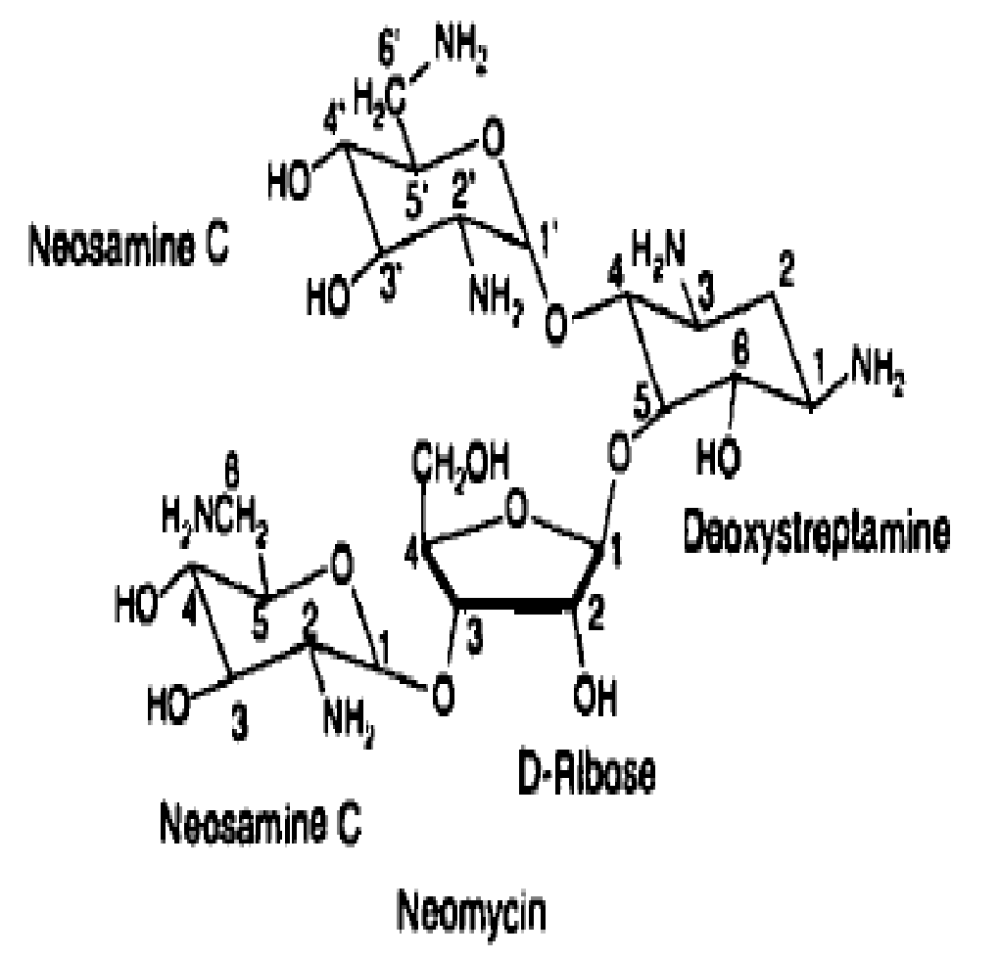 6'
NH2
H2C
4'
O
HO
5'
2'
Neosamine C
1'
H2N
4
2
HO
3'
NH2
3
O
6
1
NH2
5
O
HO
CH2OH
Deoxystreptamine
6
H2NCH2
O
O
4
1
HO
4
5
2
1
3
2
HO
3
NH2
O
OH
D-Ribose
Neosamine C
Neomycin